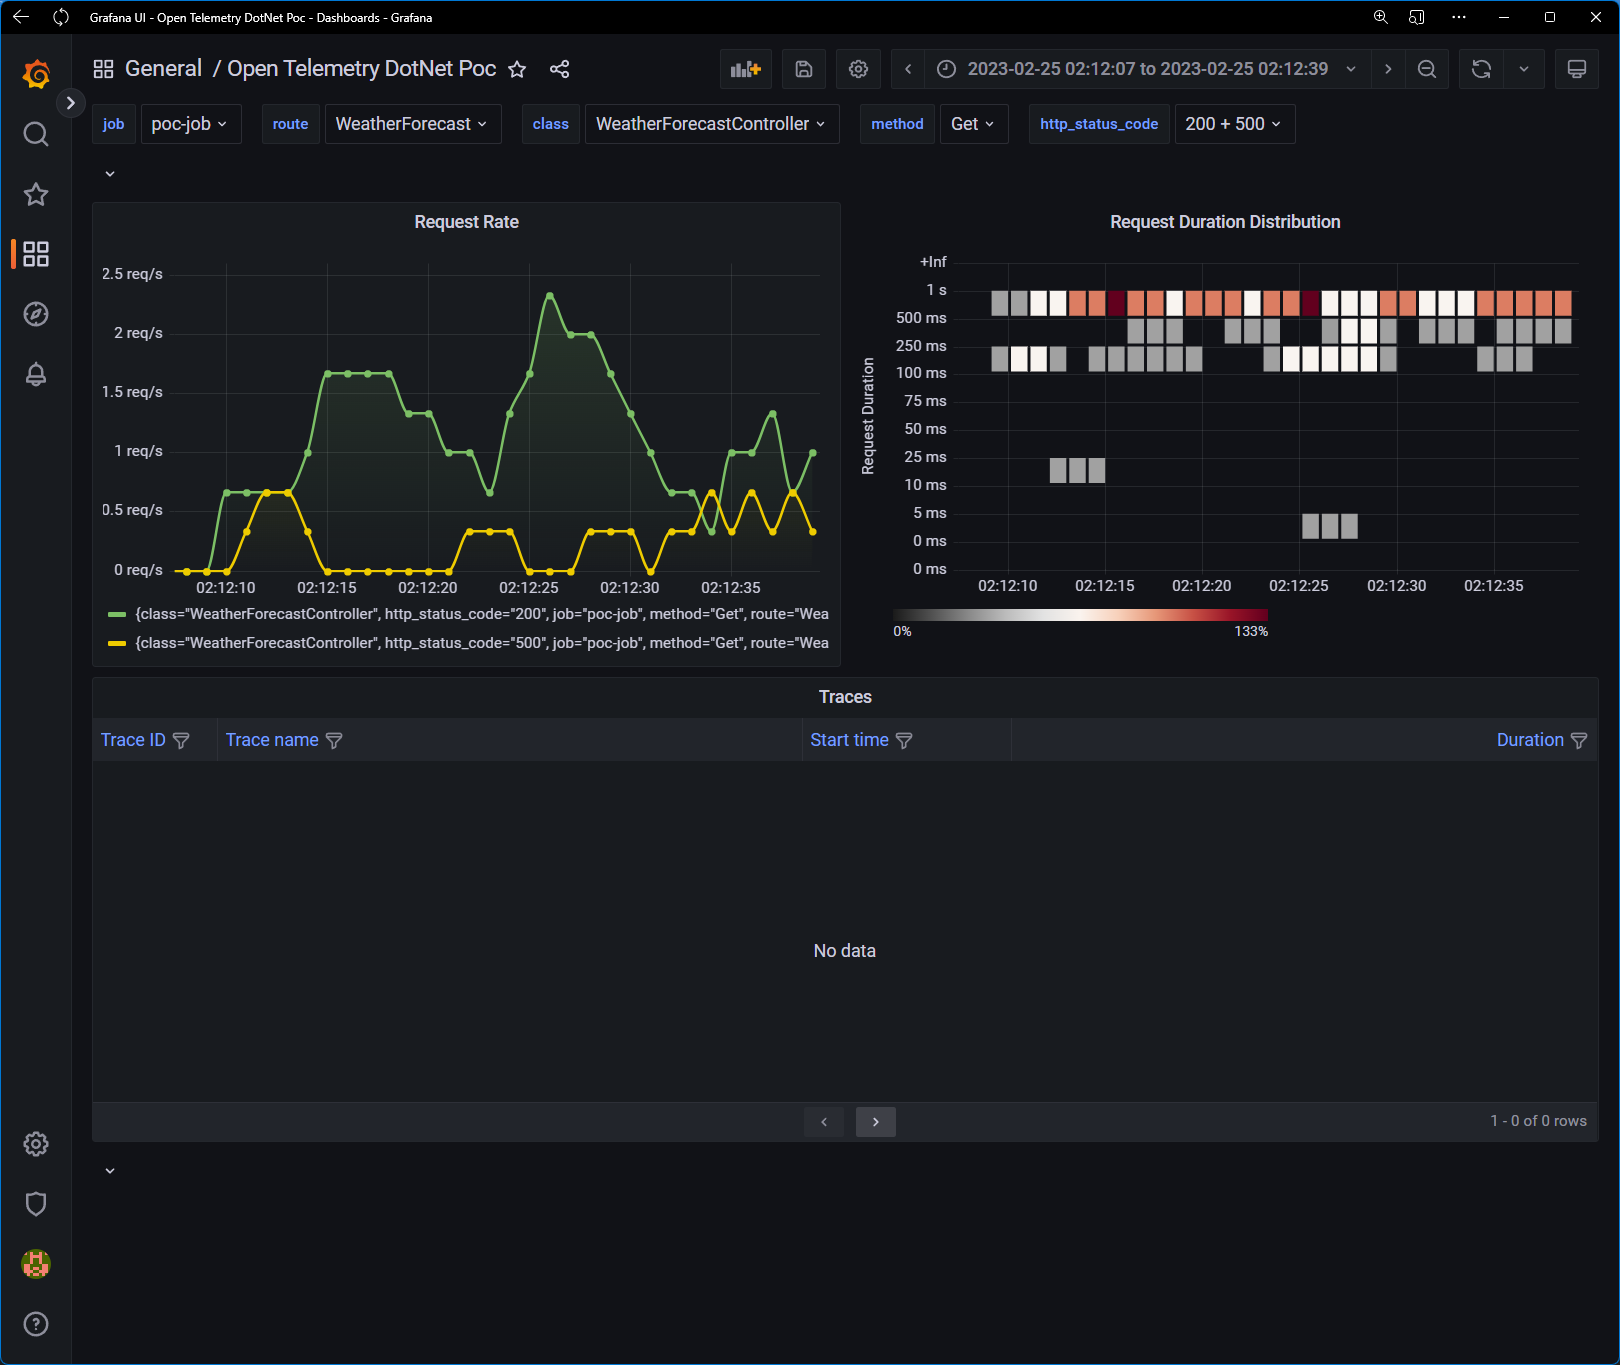 Grafana UI - Open Telemetry DotNet Poc - Dashboards - Grafana
General / Open Telemetry DotNet Poc
2023-02-25 02:12:07 to 2023-02-25 02:12:39
job poc-job route WeatherForecast class WeatherForecastController method Get http_status_code 200 + 500
Request Rate
2.5 req/s
2 req/s
1.5 req/s
1 req/s
0.5 req/s
0 req/s
02:12:10 02:12:15 02:12:20 02:12:25 02:12:30 02:12:35
{class="WeatherForecastController", http_status_code="200", job="poc-job", method="Get", route="Wea
{class="WeatherForecastController", http_status_code="500", job="poc-job", method="Get", route="Wea
Request Duration Distribution
Request Duration
+Inf
1 s
500 ms
250 ms
100 ms
75 ms
50 ms
25 ms
10 ms
5 ms
0 ms
0 ms
02:12:10 02:12:15 02:12:20 02:12:25 02:12:30 02:12:35
0% 133%
Traces
Trace ID Trace name Start time Duration
No data
1 - 0 of 0 rows